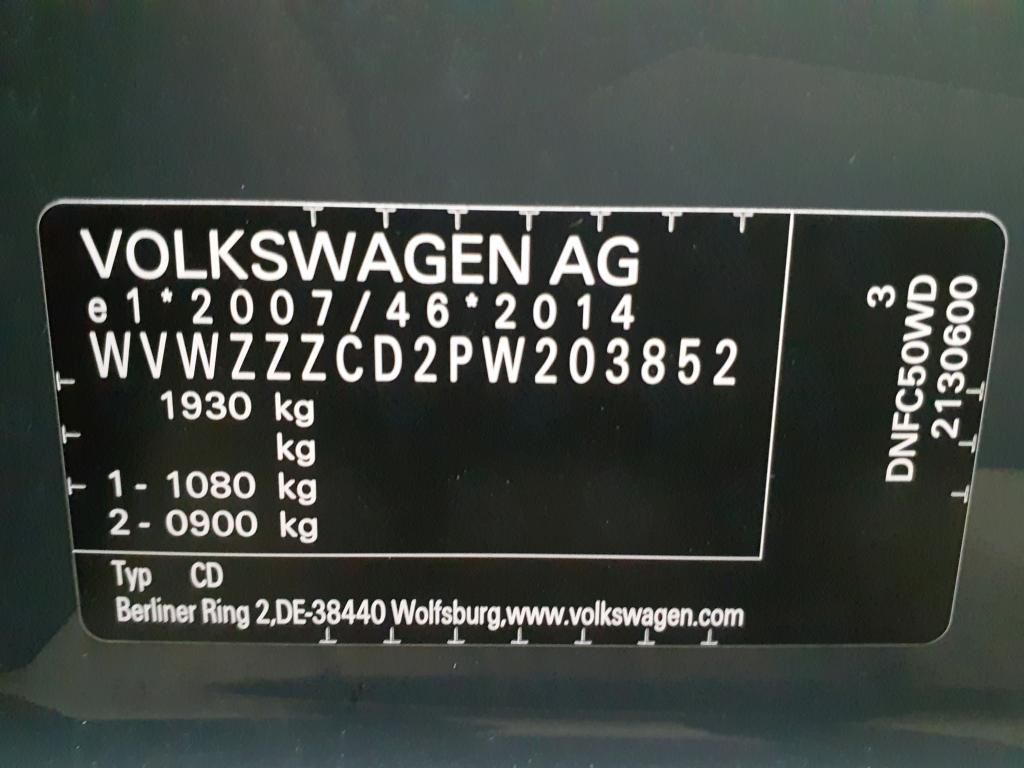 VOLKSWAGEN AG
e1*2007/46*2014
WVWZZZCD2PW203852
1930 kg
kg
1- 1080 kg
2- 0900 kg
Typ CD
Berliner Ring 2,DE-38440 Wolfsburg,www.volkswagen.com
3
DNFC50WD
2130600